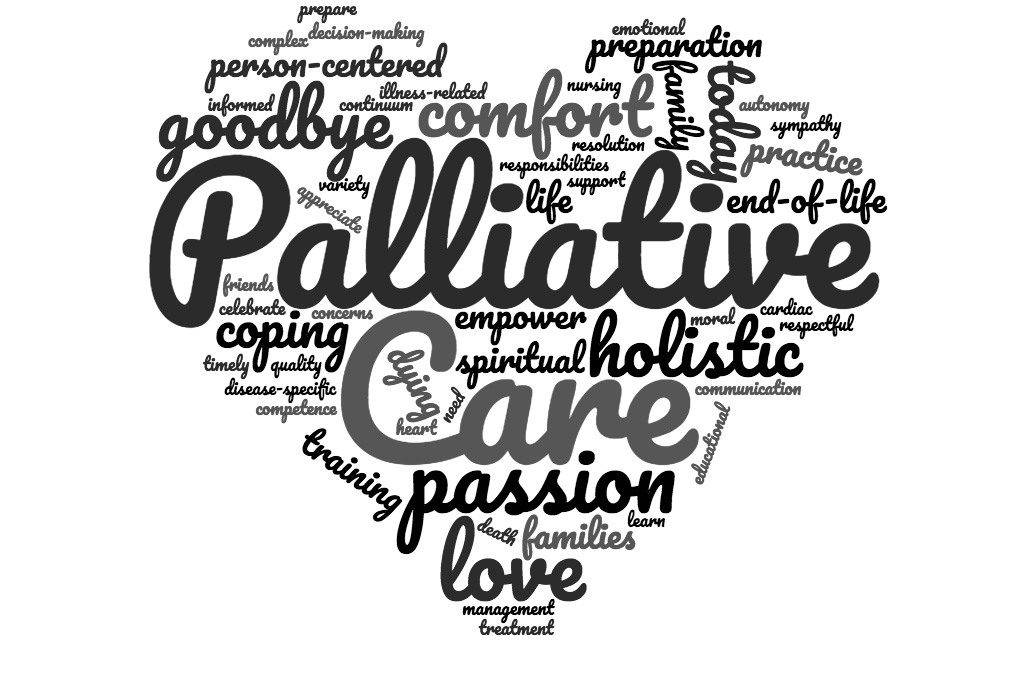 prepare
complex
decision-making
emotional
preparation
person-centered
family
today
illness-related
nursing
informed
continuum
comfort
autonomy
goodbye
sympathy
resolution
practice
responsibilities
variety
support
appreciate
life
end-of-life
Palliative
friends
celebrate
concerns
empower
moral
cardiac
respectful
coping
spiritual
holistic
timely
quality
dying
disease-specific
need
communication
competence
heart
Care
educational
training
passion
death
families
learn
love
management
treatment